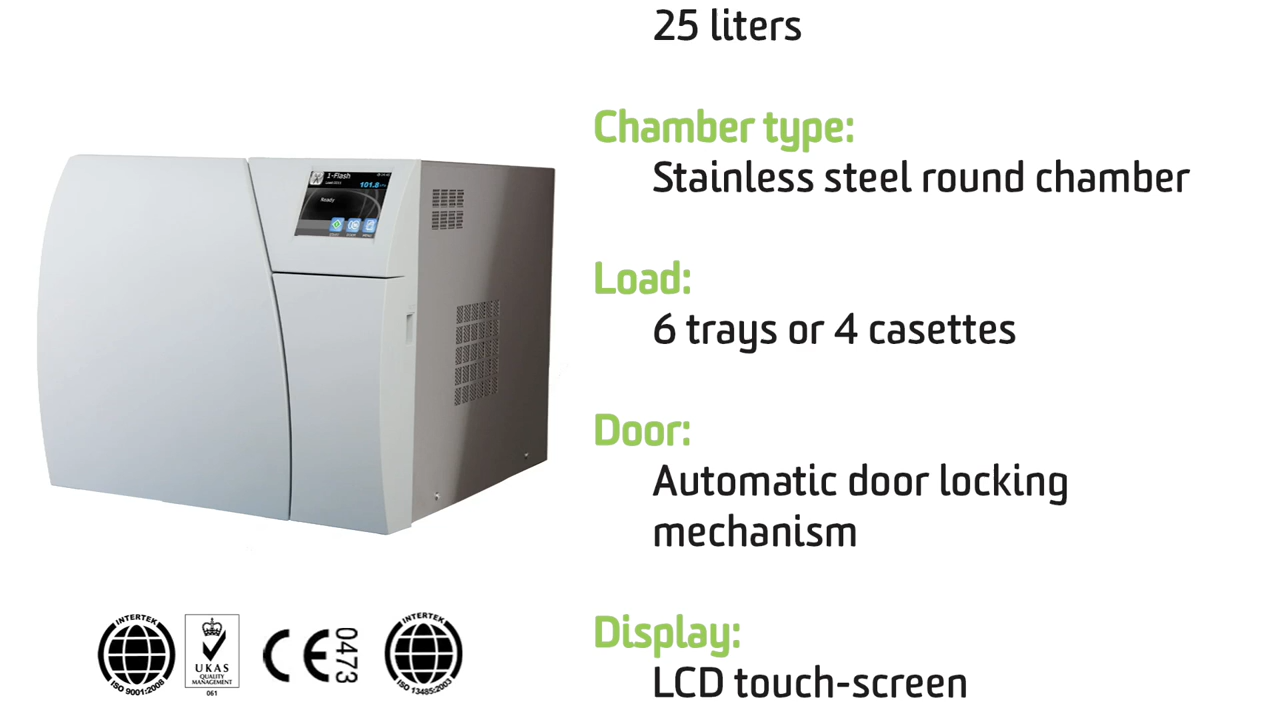 25 liters
Chamber type:
Stainless steel round chamber
Load:
6 trays or 4 casettes
Door:
Automatic door locking
mechanism
Display:
LCD touch-screen
1-Flash
101.8
Ready
INTERTEK
ISO 9001:2008
UKAS
QUALITY
MANAGEMENT
061
CE 0473
INTERTEK
ISO 13485:2003